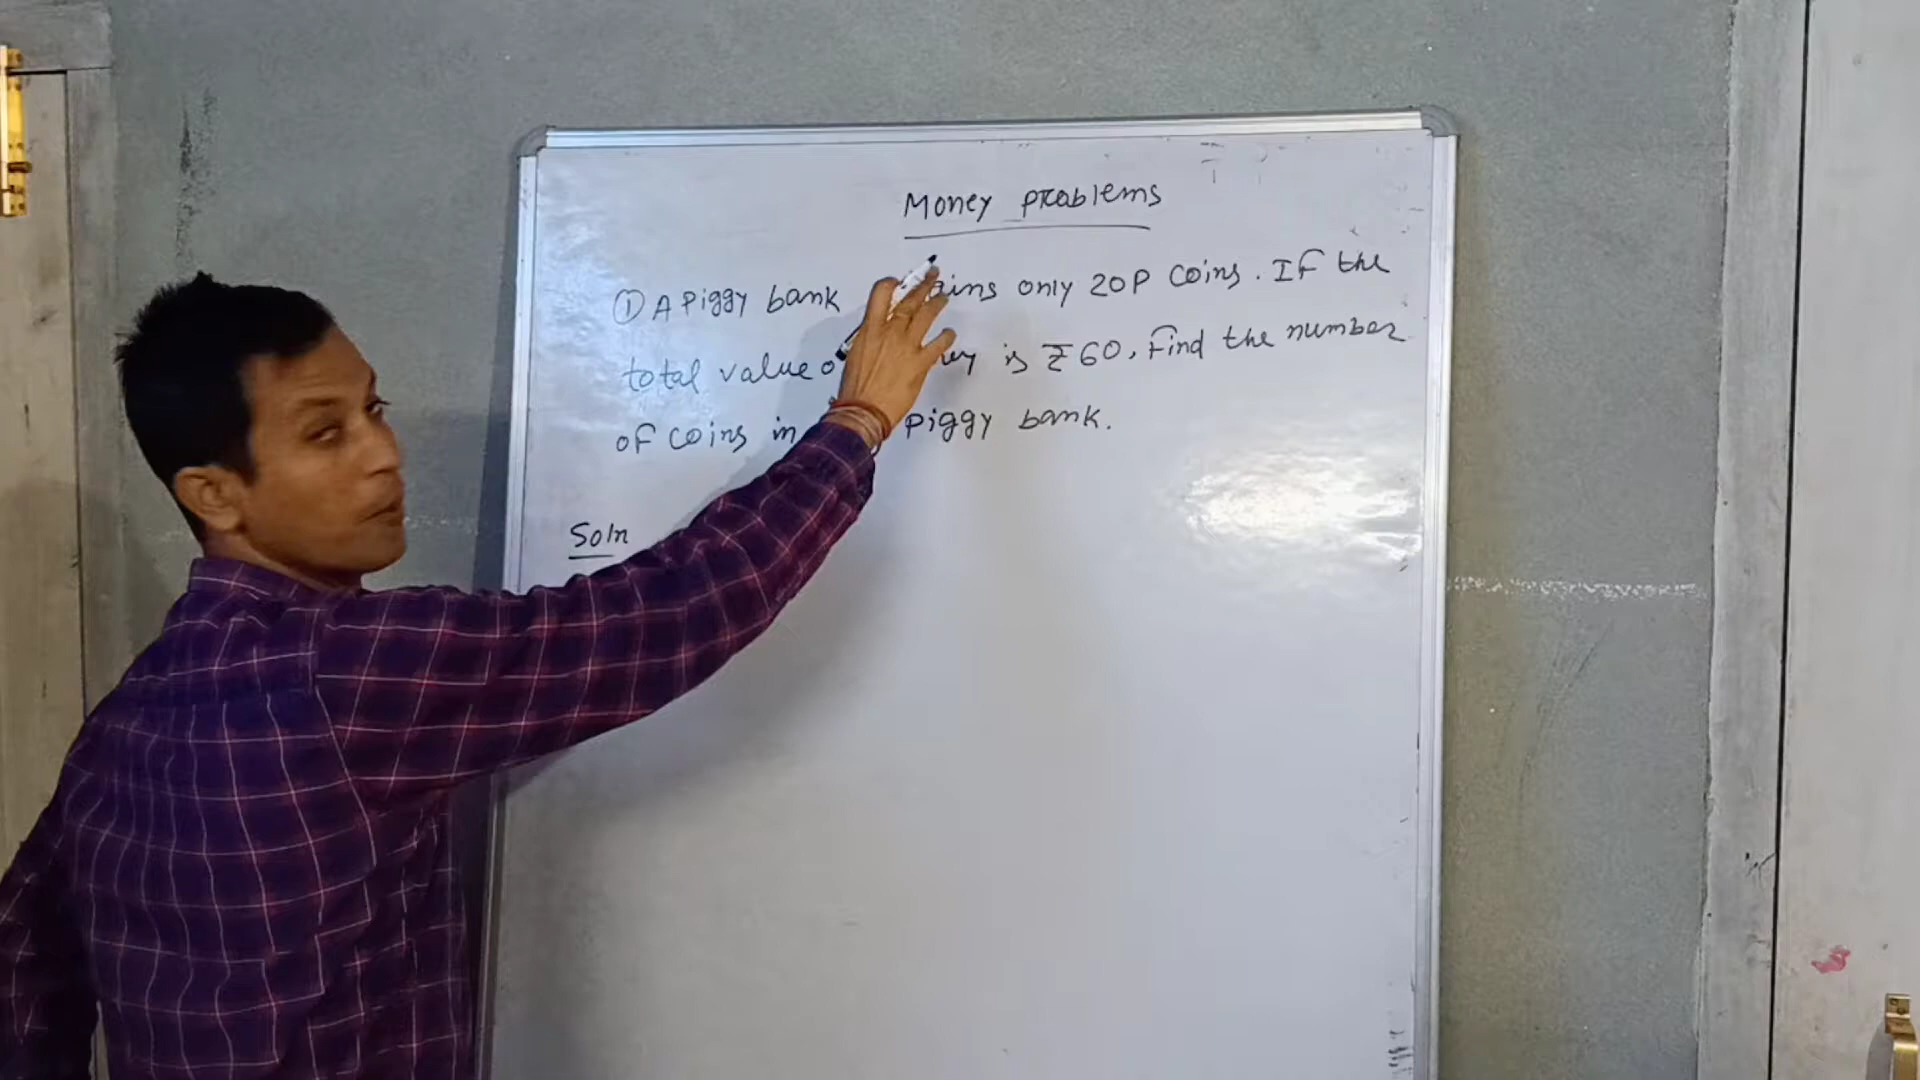 Money problems
① A Piggy bank ains only 20P coins. If the
total value o ey is ₹60, Find the number
of coins in Piggy bank.
Soln